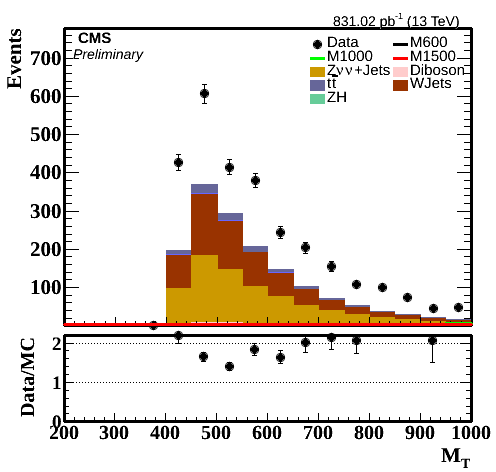 831.02 pb-1 (13 TeV)
CMS
Preliminary
Data
M600
M1000
M1500
Zνν+Jets
Diboson
tt̄
WJets
ZH
Events
700
600
500
400
300
200
100
Data/MC
2
1
0
200 300 400 500 600 700 800 900 1000
MT